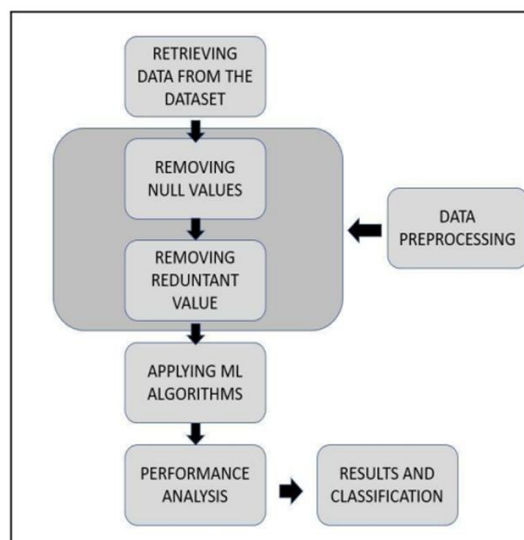 RETRIEVING
DATA FROM THE
DATASET
REMOVING
NULL VALUES
REMOVING
REDUNTANT
VALUE
DATA
PREPROCESSING
APPLYING ML
ALGORITHMS
PERFORMANCE
ANALYSIS
RESULTS AND
CLASSIFICATION